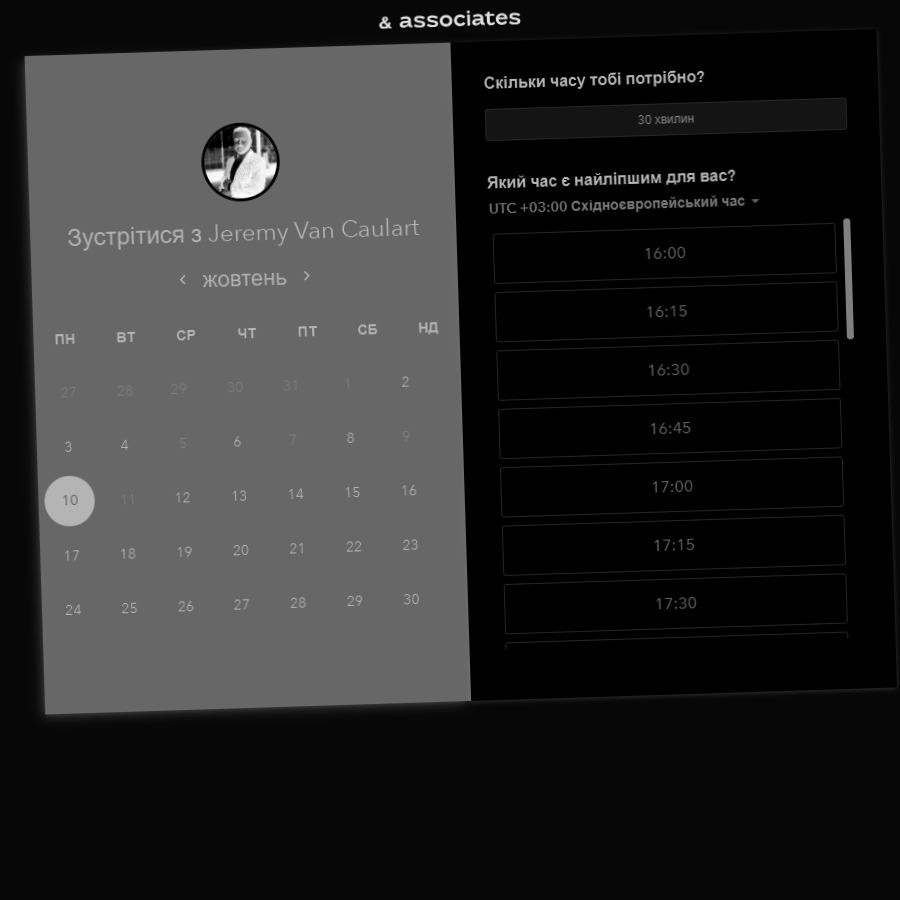 & associates
Зустрітися з Jeremy Van Caulart
жовтень
ПН ВТ СР ЧТ ПТ СБ НД
27 28 29 30 31 1 2
3 4 5 6 7 8 9
10 11 12 13 14 15 16
17 18 19 20 21 22 23
24 25 26 27 28 29 30
Скільки часу тобі потрібно?
30 хвилин
Який час є найліпшим для вас?
UTC +03:00 Східноєвропейський час
16:00
16:15
16:30
16:45
17:00
17:15
17:30